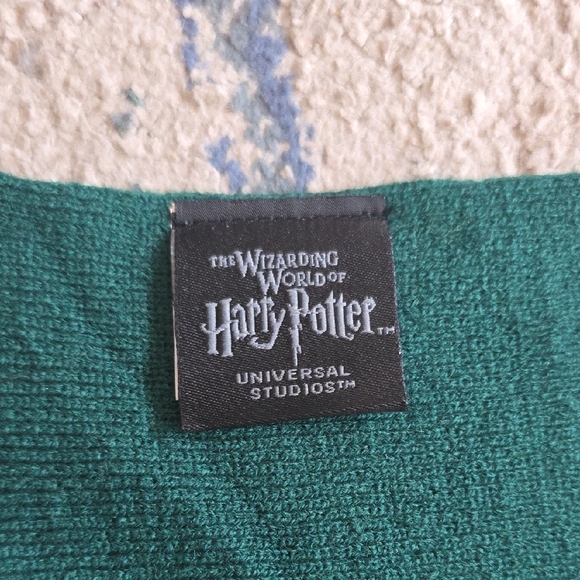 THE WIZARDING
WORLD OF
Harry Potter™
UNIVERSAL
STUDIOS™